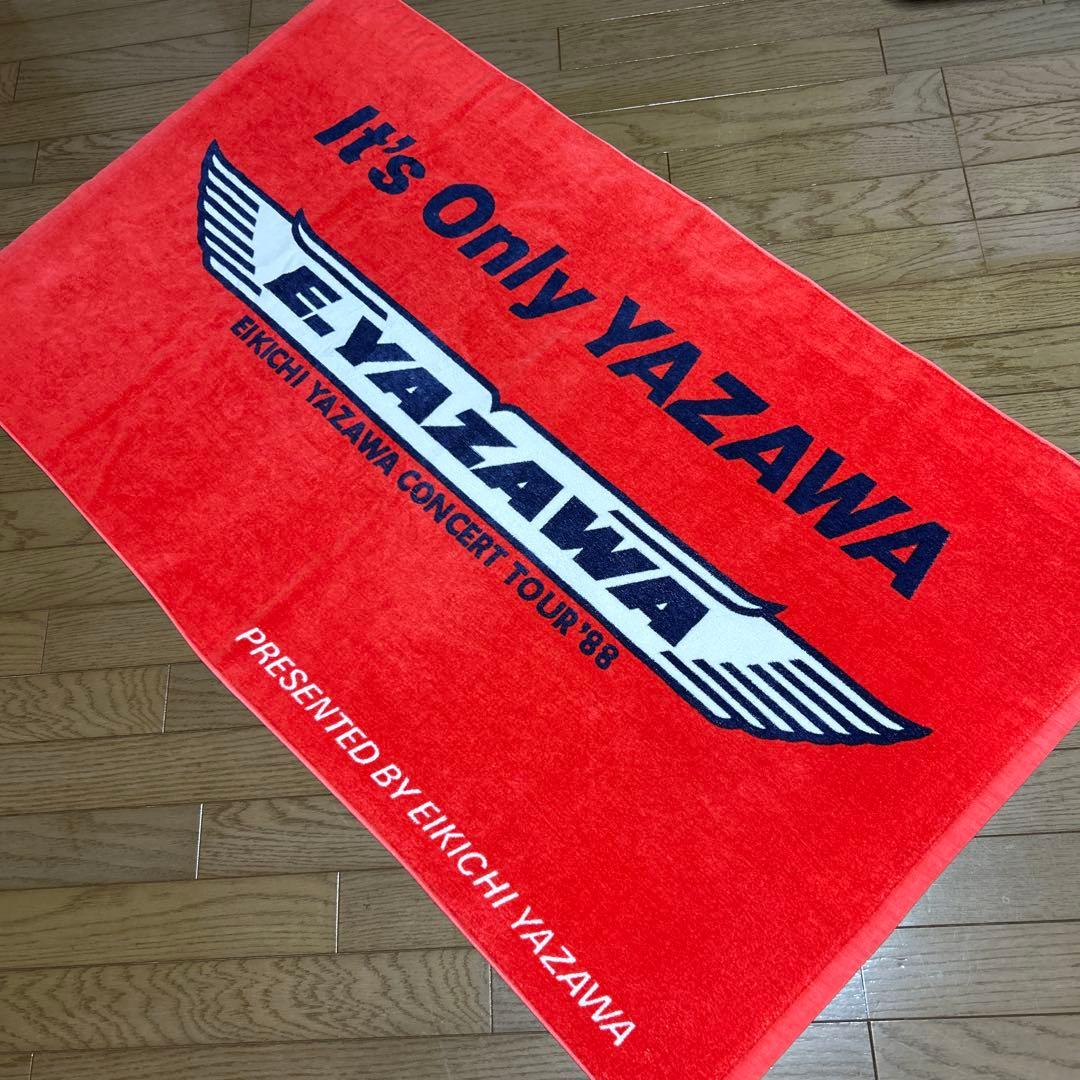 It's Only YAZAWA
E.YAZAWA
EIKICHI YAZAWA CONCERT TOUR '88
PRESENTED BY EIKICHI YAZAWA